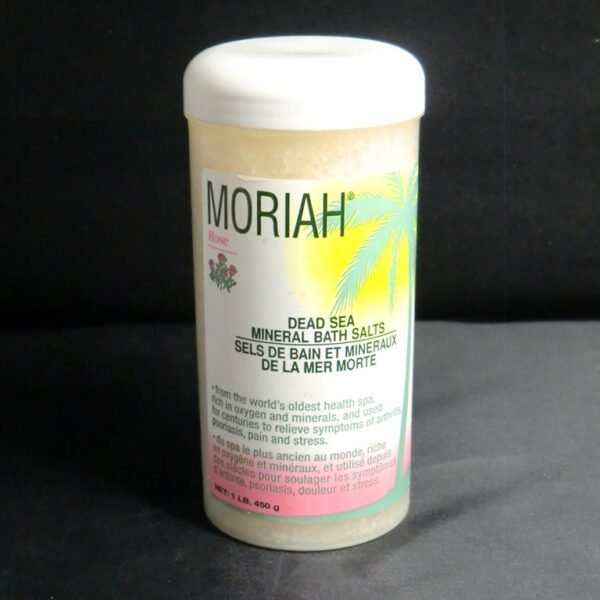 MORIAH®
Rose
DEAD SEA
MINERAL BATH SALTS
SELS DE BAIN ET MINERAUX
DE LA MER MORTE
• from the world's oldest health spa,
rich in oxygen and minerals, and used
for centuries to relieve symptoms of arthritis,
psoriasis, pain and stress.
• du spa le plus ancien au monde, riche
en oxygène et minéraux, et utilisé depuis
des siècles pour soulager les symptômes
d'arthrite, psoriasis, douleur et stress.
NET: 1 LB. 450 g